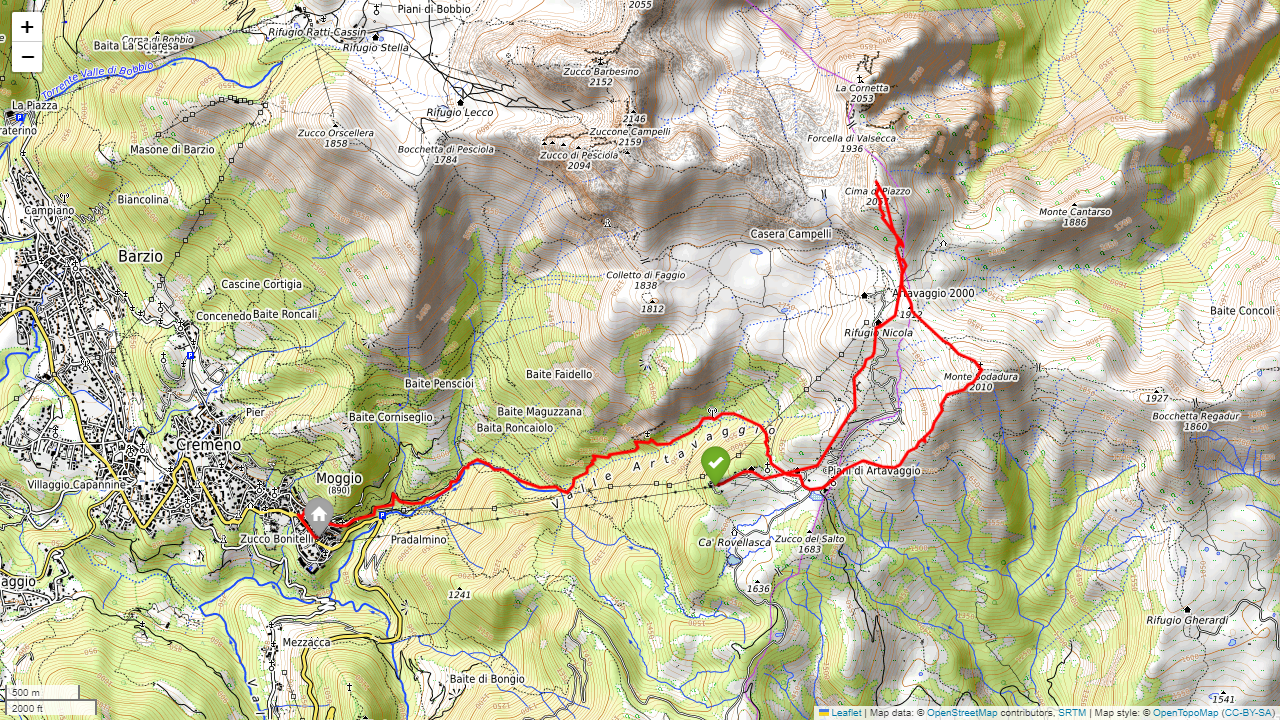 +
−
Piani di Bobbio
2055
Corna di Bobbio
Baita La Sciaresa
Rifugio Ratti-Cassin
Rifugio Stella
Torrente Valle di Bobbio
Zucco Barbesino
2152
La Cornetta
2053
La Piazza
Rifugio Lecco
2146
Zucco Orscellera
1858
Zuccone Campelli
2159
Forcella di Valsecca
1936
Masone di Barzio
Bocchetta di Pesciola
1784
Zucco di Pesciola
2094
Cima di Piazzo
Biancolina
Campiano
Monte Cantarso
1886
Casera Campelli
Barzio
Colletto di Faggio
1838
Cascine Cortigia
Artavaggio 2000
1812
Concenedo
Baite Roncali
Baite Concoli
Rifugio Nicola
Baite Faidello
Baite Penscioi
Monte Sodadura
2010
1927
Pier
Baite Corniseglio
Baite Maguzzana
Baita Roncaiolo
Bocchetta Regadur
1860
Cremeno
Valle Artavaggio
Piani di Artavaggio
Moggio
(890)
Villaggio Capannine
Zucco Bonitello
Pradalmino
Ca' Rovellasca
Zucco del Salto
1683
aggio
1241
1636
Rifugio Gherardi
Mezzacca
Baite di Bongio
1541
500 m
2000 ft
Leaflet | Map data: © OpenStreetMap contributors, SRTM | Map style: © OpenTopoMap (CC-BY-SA)